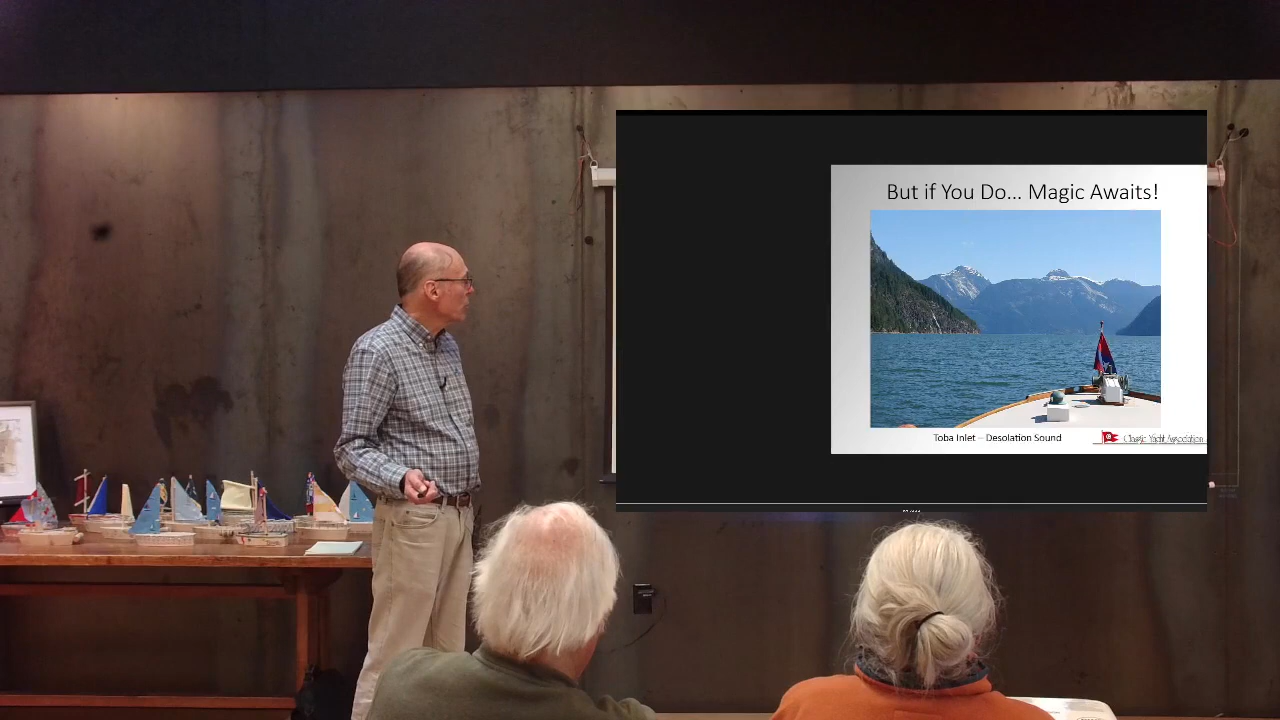 But if You Do... Magic Awaits!
Toba Inlet – Desolation Sound
Classic Yacht Association